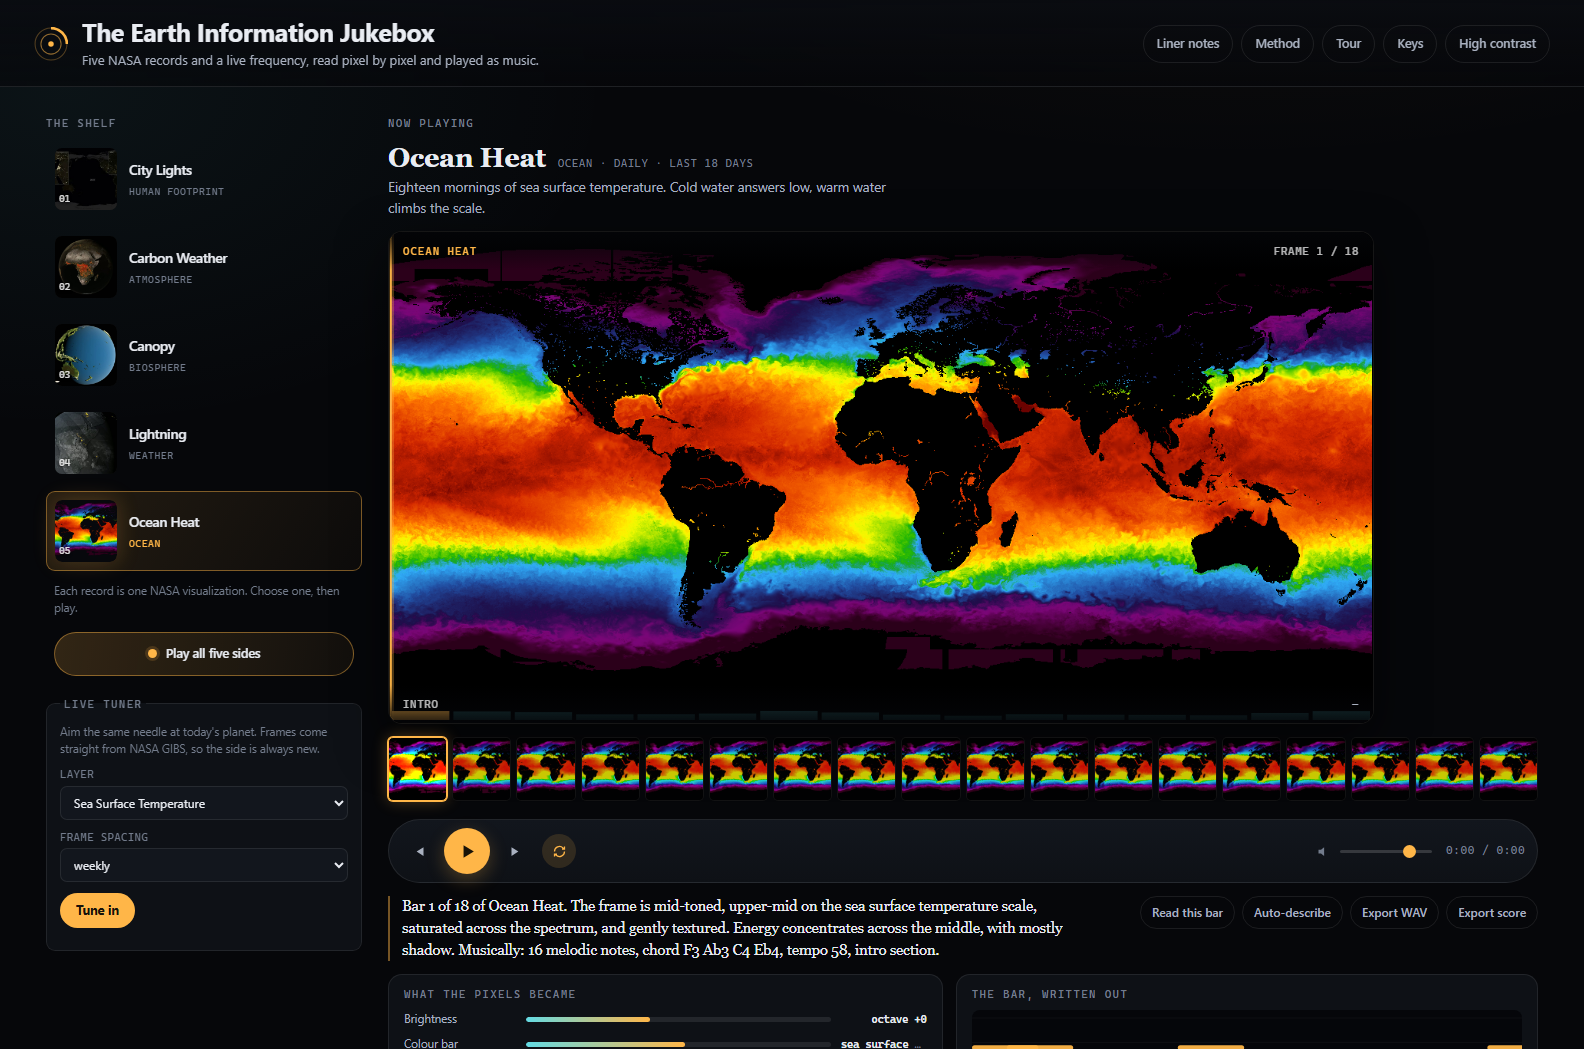 The Earth Information Jukebox
Five NASA records and a live frequency, read pixel by pixel and played as music.
Liner notes
Method
Tour
Keys
High contrast
THE SHELF
City Lights
HUMAN FOOTPRINT
01
Carbon Weather
ATMOSPHERE
02
Canopy
BIOSPHERE
03
Lightning
WEATHER
04
Ocean Heat
OCEAN
05
Each record is one NASA visualization. Choose one, then
play.
Play all five sides
LIVE TUNER
Aim the same needle at today's planet. Frames come
straight from NASA GIBS, so the side is always new.
LAYER
Sea Surface Temperature
FRAME SPACING
weekly
Tune in
NOW PLAYING
Ocean Heat OCEAN · DAILY · LAST 18 DAYS
Eighteen mornings of sea surface temperature. Cold water answers low, warm water
climbs the scale.
OCEAN HEAT
FRAME 1 / 18
INTRO
—
0:00 / 0:00
Bar 1 of 18 of Ocean Heat. The frame is mid-toned, upper-mid on the sea surface temperature scale,
saturated across the spectrum, and gently textured. Energy concentrates across the middle, with mostly
shadow. Musically: 16 melodic notes, chord F3 Ab3 C4 Eb4, tempo 58, intro section.
Read this bar
Auto-describe
Export WAV
Export score
WHAT THE PIXELS BECAME
Brightness
octave +0
Colour bar
sea surface …
THE BAR, WRITTEN OUT